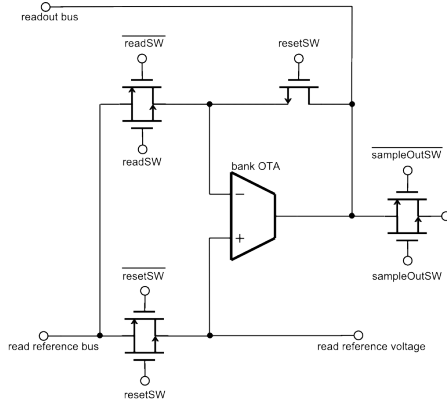 readout bus
readSW
resetSW
readSW
bank OTA
sampleOutSW
−
+
sampleOutSW
resetSW
read reference bus
read reference voltage
resetSW